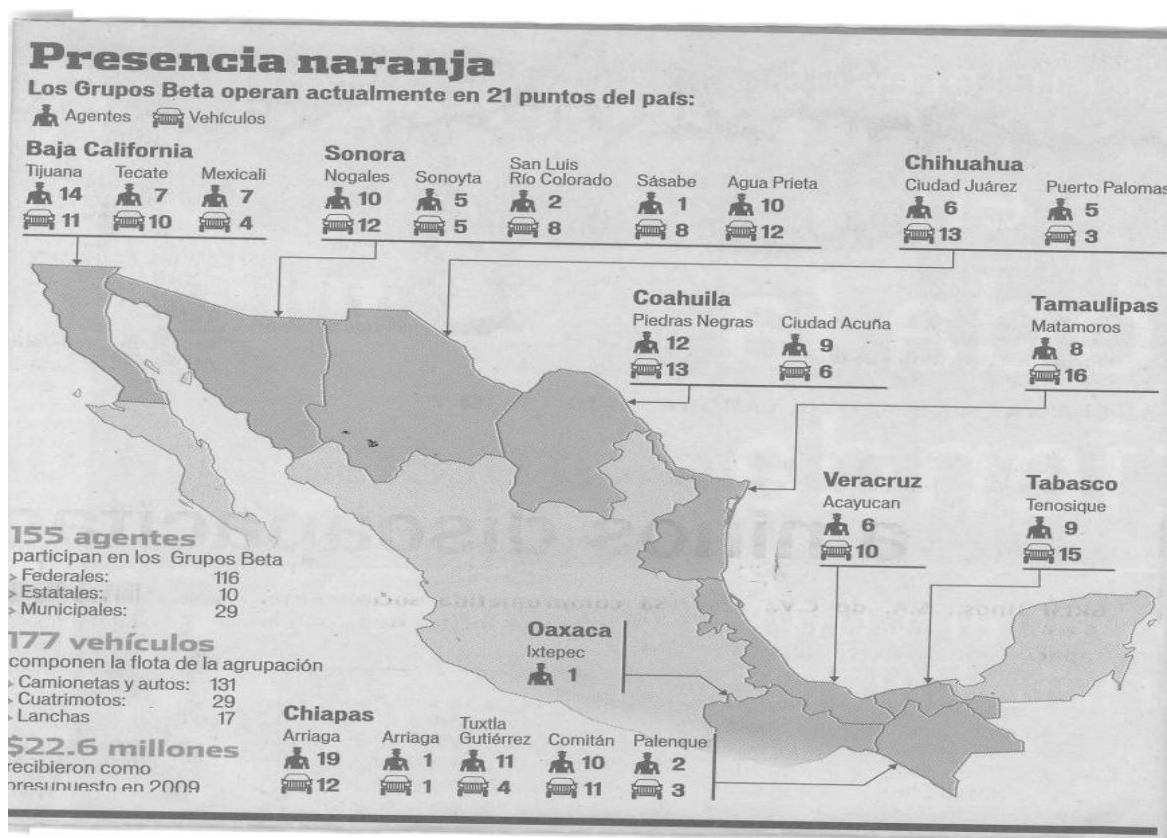 Presencia naranja
Los Grupos Beta operan actualmente en 21 puntos del país:
Agentes Vehículos
Baja California
Tijuana Tecate Mexicali
14 7 7
11 10 4
Sonora
Nogales Sonoyta San Luis Río Colorado Sásabe Agua Prieta
10 5 2 1 10
12 5 8 8 12
Chihuahua
Ciudad Juárez Puerto Palomas
6 5
13 3
Coahuila
Piedras Negras Ciudad Acuña
12 9
13 6
Tamaulipas
Matamoros
8
16
Veracruz
Acayucan
6
10
Tabasco
Tenosique
9
15
155 agentes
participan en los Grupos Beta
> Federales: 116
> Estatales: 10
> Municipales: 29
177 vehículos
componen la flota de la agrupación
> Camionetas y autos: 131
> Cuatrimotos: 29
> Lanchas 17
$22.6 millones
recibieron como
presupuesto en 2009
Oaxaca
Ixtepec
1
Chiapas
Arriaga Arriaga Tuxtla Gutiérrez Comitán Palenque
19 1 11 10 2
12 1 4 11 3